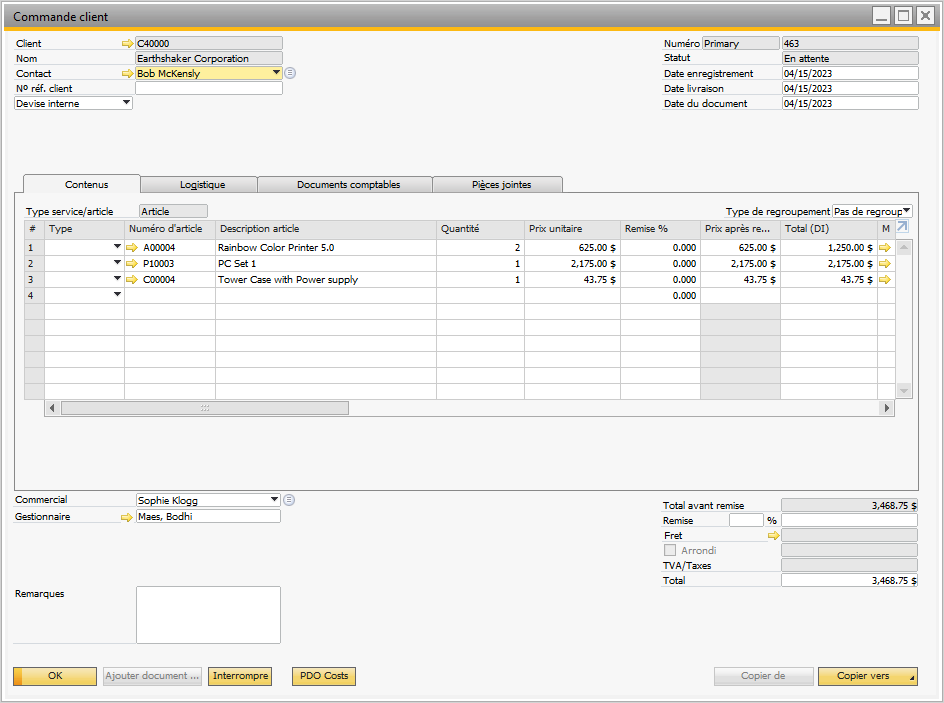 Commande client
Client C40000
Nom Earthshaker Corporation
Contact Bob McKensly
N° réf. client
Devise interne
Numéro Primary 463
Statut En attente
Date enregistrement 04/15/2023
Date livraison 04/15/2023
Date du document 04/15/2023
Contenus Logistique Documents comptables Pièces jointes
Type service/article Article
Type de regroupement Pas de regroup
# Type Numéro d'article Description article Quantité Prix unitaire Remise % Prix après re... Total (DI) M
1 A00004 Rainbow Color Printer 5.0 2 625.00 $ 0.000 625.00 $ 1,250.00 $
2 P10003 PC Set 1 1 2,175.00 $ 0.000 2,175.00 $ 2,175.00 $
3 C00004 Tower Case with Power supply 1 43.75 $ 0.000 43.75 $ 43.75 $
4 0.000
Commercial Sophie Klogg
Gestionnaire Maes, Bodhi
Total avant remise 3,468.75 $
Remise %
Fret
Arrondi
TVA/Taxes
Total 3,468.75 $
Remarques
OK Ajouter document ... Interrompre PDO Costs Copier de Copier vers